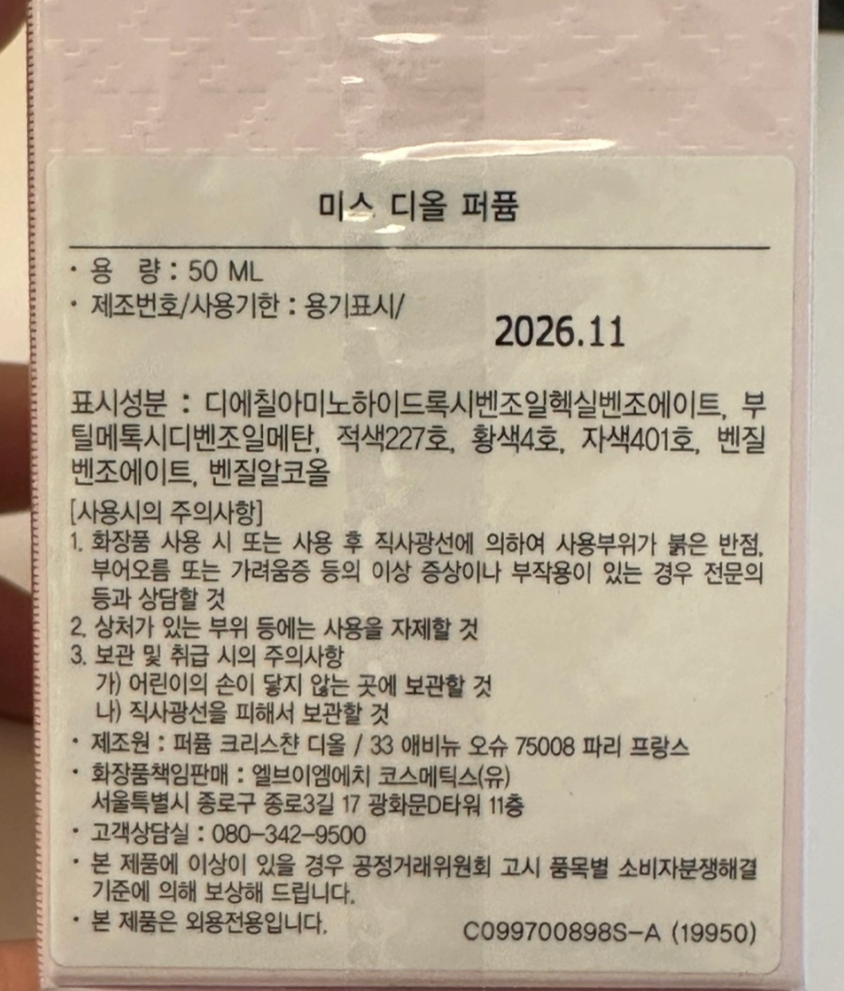 미스 디올 퍼퓸
· 용 량 : 50 ML
· 제조번호/사용기한 : 용기표시/
2026.11
표시성분 : 디에칠아미노하이드록시벤조일헥실벤조에이트, 부
틸메톡시디벤조일메탄, 적색227호, 황색4호, 자색401호, 벤질
벤조에이트, 벤질알코올
[사용시의 주의사항]
1. 화장품 사용 시 또는 사용 후 직사광선에 의하여 사용부위가 붉은 반점,
부어오름 또는 가려움증 등의 이상 증상이나 부작용이 있는 경우 전문의
등과 상담할 것
2. 상처가 있는 부위 등에는 사용을 자제할 것
3. 보관 및 취급 시의 주의사항
가) 어린이의 손이 닿지 않는 곳에 보관할 것
나) 직사광선을 피해서 보관할 것
· 제조원 : 퍼퓸 크리스챤 디올 / 33 애비뉴 오슈 75008 파리 프랑스
· 화장품책임판매 : 엘브이엠에치 코스메틱스(유)
서울특별시 종로구 종로3길 17 광화문D타워 11층
· 고객상담실 : 080-342-9500
· 본 제품에 이상이 있을 경우 공정거래위원회 고시 품목별 소비자분쟁해결
기준에 의해 보상해 드립니다.
· 본 제품은 외용전용입니다.
C099700898S-A (19950)